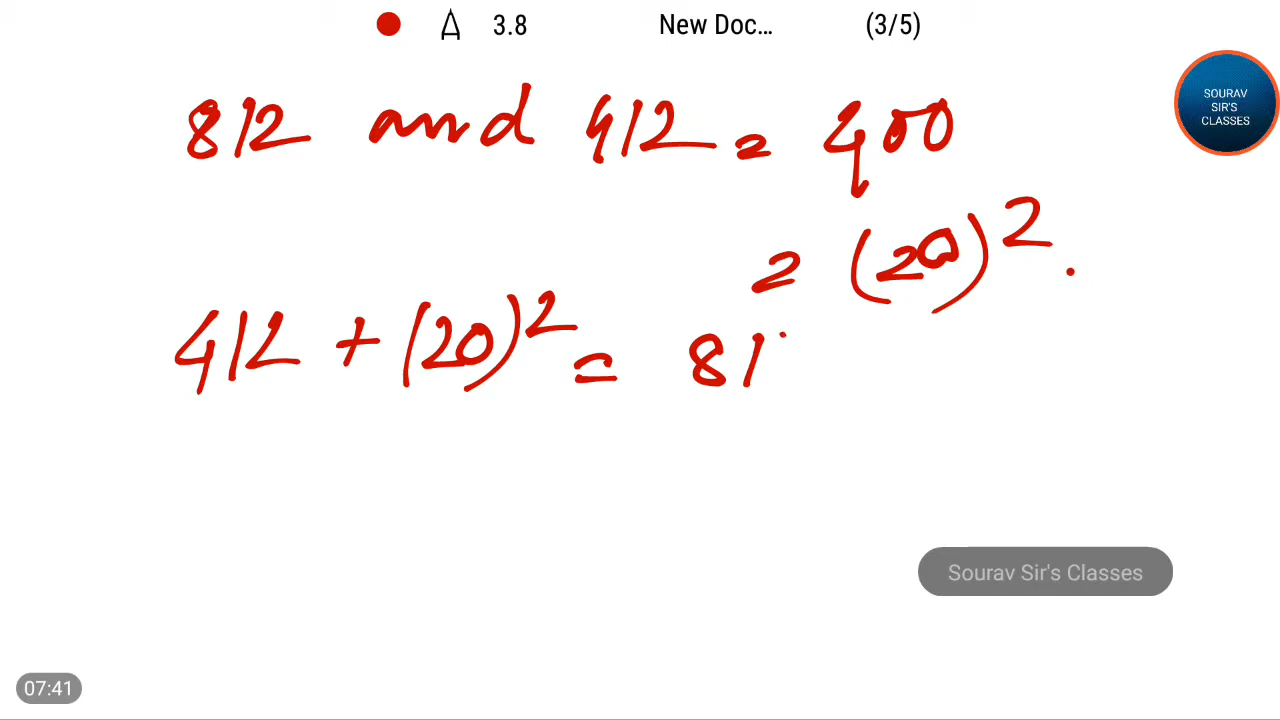 3.8 New Doc... (3/5)
SOURAV
SIR'S
CLASSES
812 and 412 = 400
= (20)².
412 + (20)² = 81
Sourav Sir's Classes
07:41